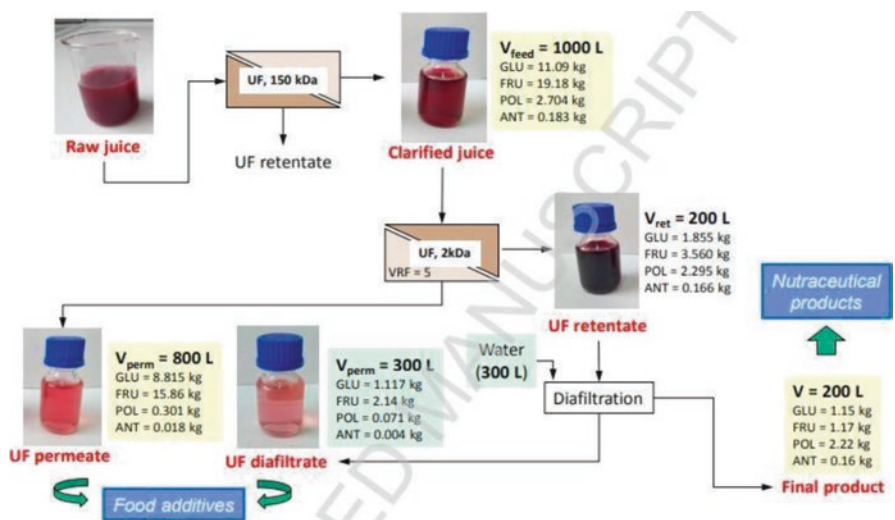 Raw juice
UF, 150 kDa
UF retentate
Clarified juice
V_feed = 1000 L
GLU = 11.09 kg
FRU = 19.18 kg
POL = 2.704 kg
ANT = 0.183 kg
UF, 2kDa
VRF = 5
V_ret = 200 L
GLU = 1.855 kg
FRU = 3.560 kg
POL = 2.295 kg
ANT = 0.166 kg
UF retentate
Nutraceutical
products
V_perm = 800 L
GLU = 8.815 kg
FRU = 15.86 kg
POL = 0.301 kg
ANT = 0.018 kg
UF permeate
V_perm = 300 L
GLU = 1.117 kg
FRU = 2.14 kg
POL = 0.071 kg
ANT = 0.004 kg
UF diafiltrate
Water
(300 L)
Diafiltration
V = 200 L
GLU = 1.15 kg
FRU = 1.17 kg
POL = 2.22 kg
ANT = 0.16 kg
Final product
Food additives
ED MANUSCRIPT